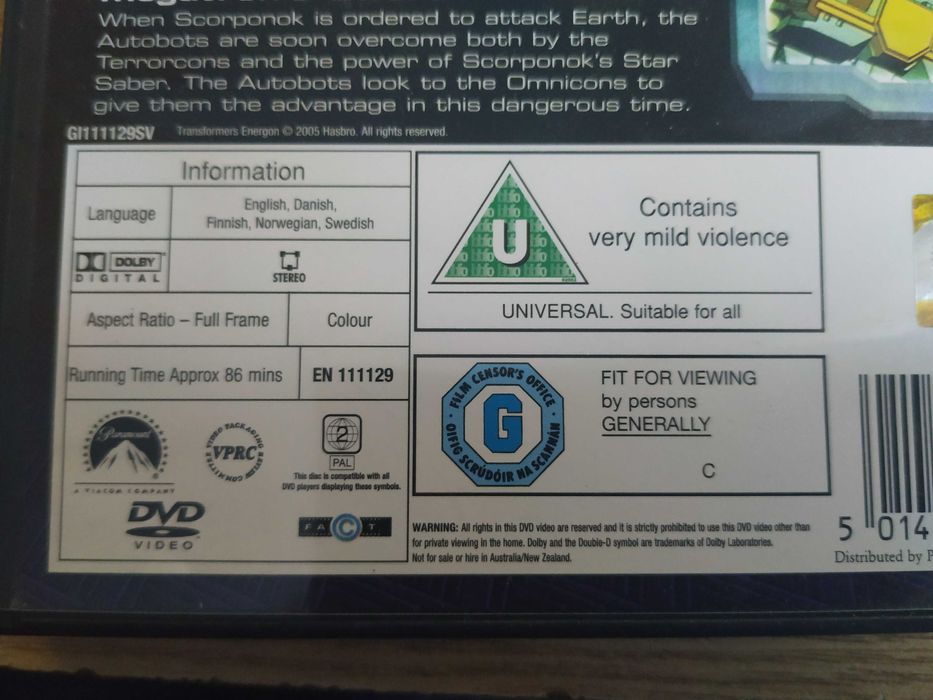 When Scorponok is ordered to attack Earth, the
Autobots are soon overcome both by the
Terrorcons and the power of Scorponok's Star
Saber. The Autobots look to the Omnicons to
give them the advantage in this dangerous time.
GI111129SV Transformers Energon © 2005 Hasbro. All rights reserved.
Information
Language
English, Danish,
Finnish, Norwegian, Swedish
DOLBY
DIGITAL
STEREO
Aspect Ratio – Full Frame
Colour
Running Time Approx 86 mins
EN 111129
Paramount
A VIACOM COMPANY
VIDEO PACKAGING REVIEW COMMITTEE
VPRC
2
PAL
This disc is compatible with all
DVD players displaying these symbols.
DVD
VIDEO
FACT
U
Contains
very mild violence
UNIVERSAL. Suitable for all
FILM CENSOR'S OFFICE
G
OIFIG SCRÚDÓIR NA SCANNÁN
FIT FOR VIEWING
by persons
GENERALLY
C
WARNING: All rights in this DVD video are reserved and it is strictly prohibited to use this DVD video other than
for private viewing in the home. Dolby and the Double-D symbol are trademarks of Dolby Laboratories.
Not for sale or hire in Australia/New Zealand.
5 014
Distributed by P